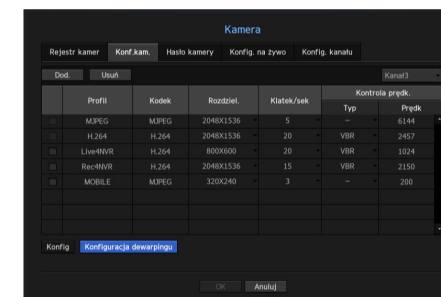 Kamera
Rejestr kamer Konf.kam. Hasło kamery Konfig. na żywo Konfig. kanału
Dod. Usuń Kanał3
Profil Kodek Rozdziel. Klatek/sek Kontrola prędk.
Typ Prędk
MJPEG MJPEG 2048X1536 5 – 6144
H.264 H.264 2048X1536 20 VBR 2457
Live4NVR H.264 800X600 20 VBR 1024
Rec4NVR H.264 2048X1536 15 VBR 2150
MOBILE MJPEG 320X240 3 – 200
Konfig Konfiguracja dewarpingu
OK Anuluj